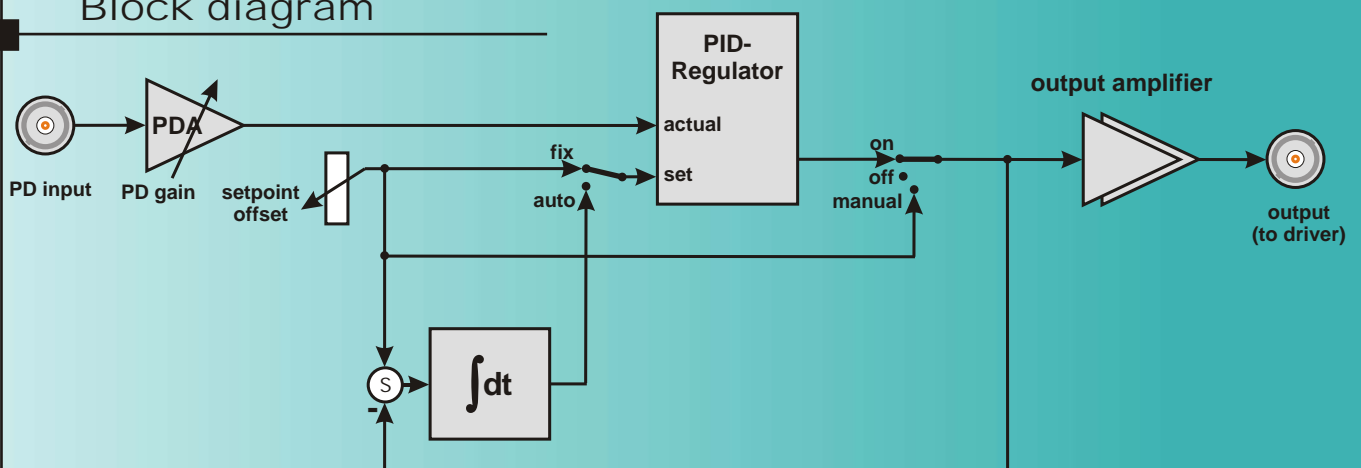 Block diagram
PID-
Regulator
output amplifier
PDA
actual
PD input
PD gain
setpoint
offset
fix
auto
set
on
off
manual
output
(to driver)
S
-
∫dt